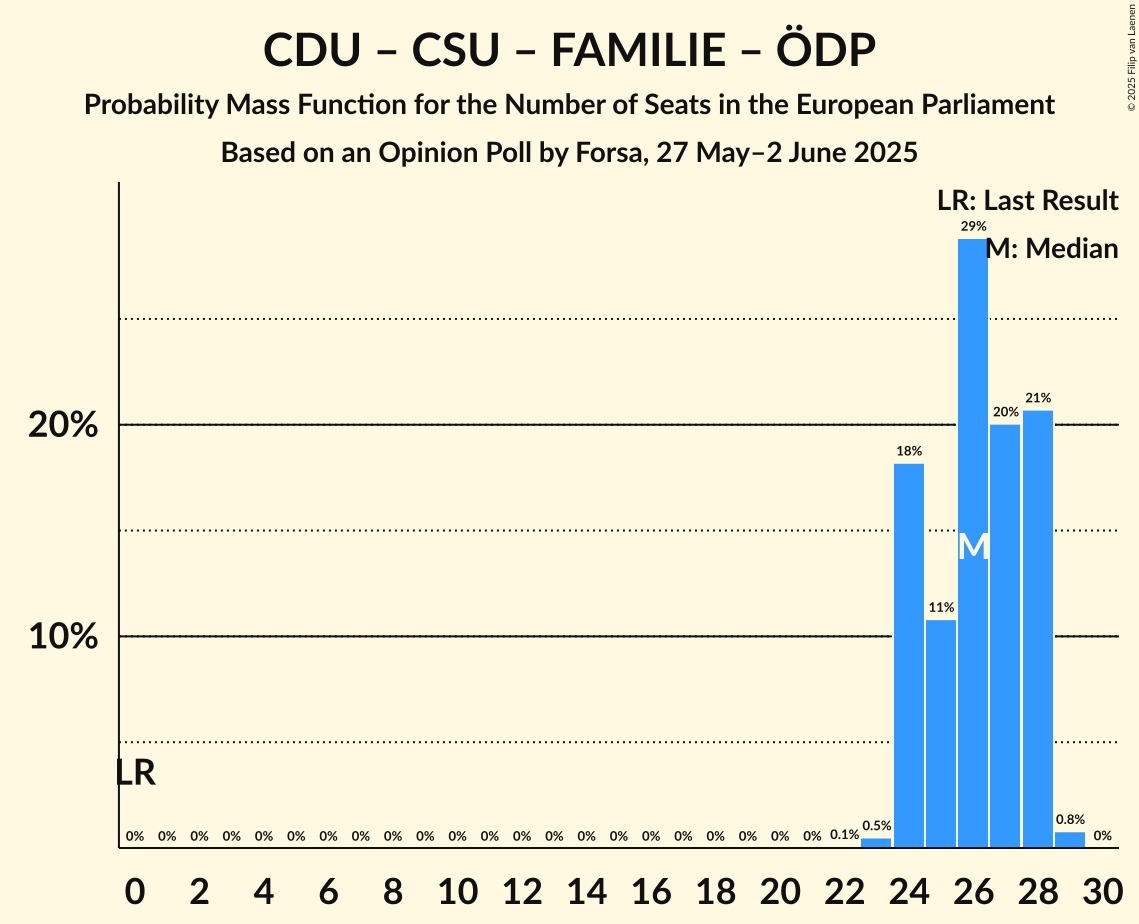 CDU – CSU – FAMILIE – ÖDP
Probability Mass Function for the Number of Seats in the European Parliament
Based on an Opinion Poll by Forsa, 27 May–2 June 2025
© 2025 Filip van Laenen
LR: Last Result
M: Median
29%
20%
20%
21%
18%
M
11%
10%
LR
0% 0% 0% 0% 0% 0% 0% 0% 0% 0% 0% 0% 0% 0% 0% 0% 0% 0% 0% 0% 0% 0% 0.1% 0.5% 0.8% 0%
0 2 4 6 8 10 12 14 16 18 20 22 24 26 28 30